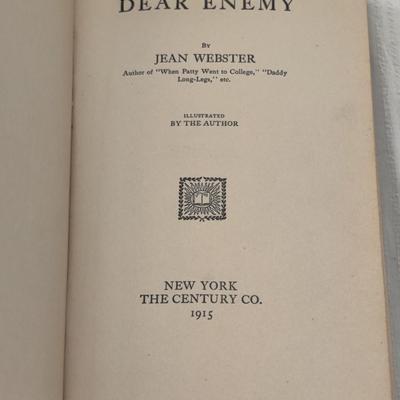 DEAR ENEMY
BY
JEAN WEBSTER
Author of "When Patty Went to College," "Daddy
Long-Legs," etc.
ILLUSTRATED
BY THE AUTHOR
NEW YORK
THE CENTURY CO.
1915